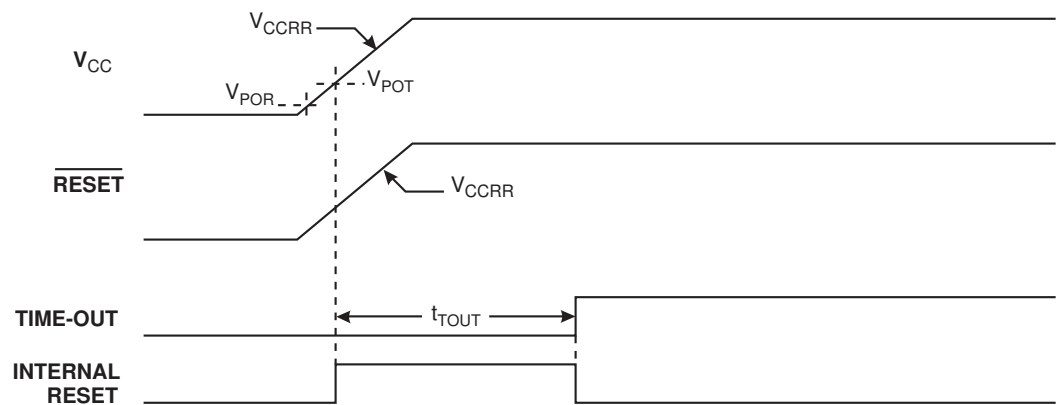 VCCRR
VCC
VPOR
VPOT
RESET
VCCRR
TIME-OUT
tTOUT
INTERNAL
RESET